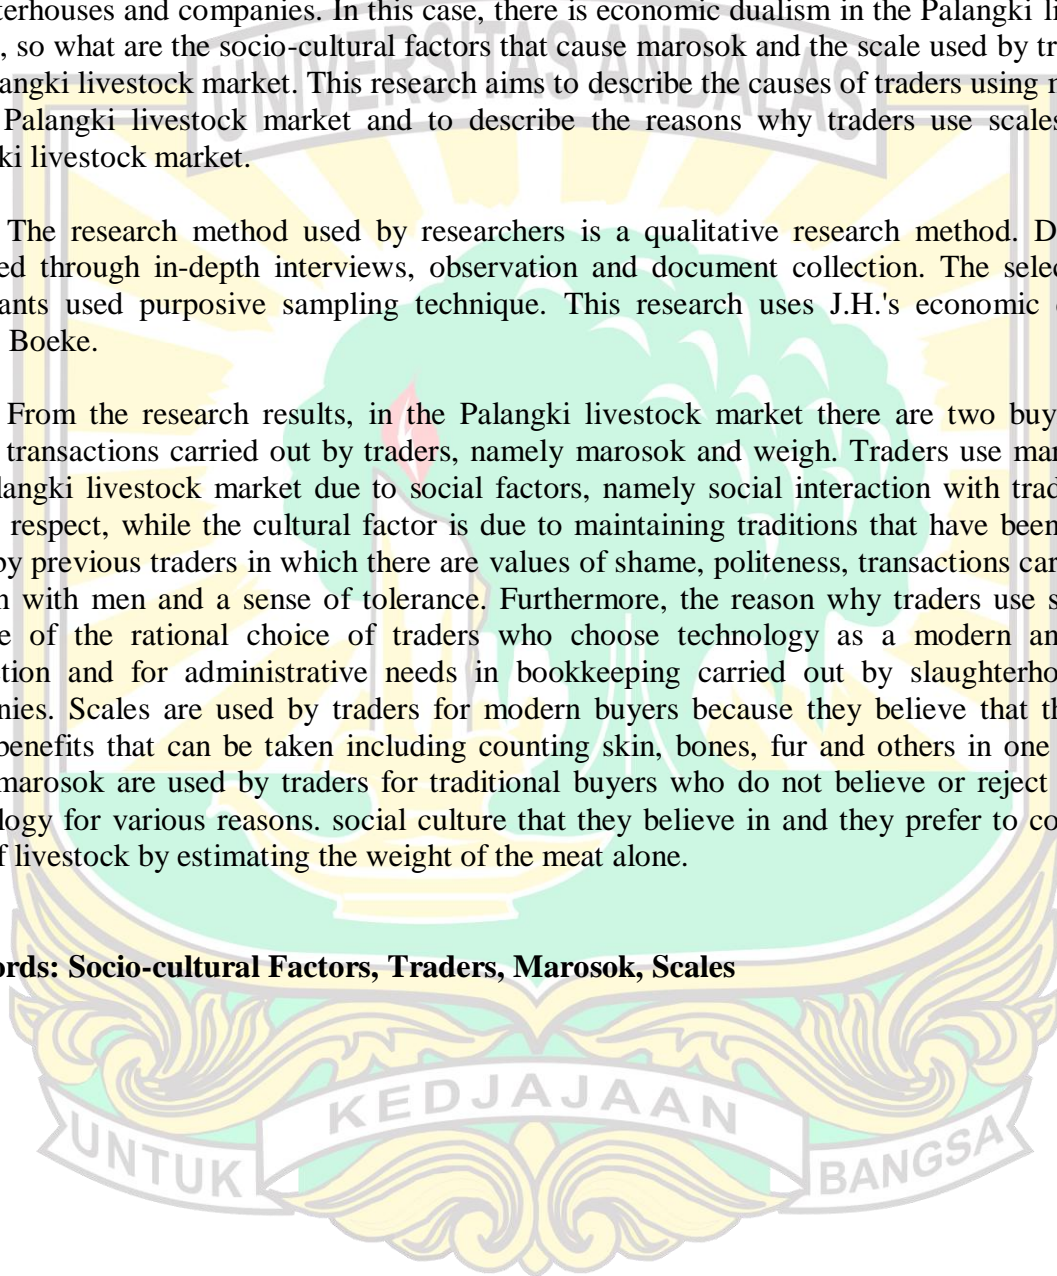 terhouses and companies. In this case, there is economic dualism in the Palangki li
, so what are the socio-cultural factors that cause marosok and the scale used by tr
angki livestock market. This research aims to describe the causes of traders using
Palangki livestock market and to describe the reasons why traders use scales
ki livestock market.
The research method used by researchers is a qualitative research method. D
ed through in-depth interviews, observation and document collection. The selec
ants used purposive sampling technique. This research uses J.H.'s economic
Boeke.
From the research results, in the Palangki livestock market there are two buy
transactions carried out by traders, namely marosok and weigh. Traders use mar
langki livestock market due to social factors, namely social interaction with trad
respect, while the cultural factor is due to maintaining traditions that have been
by previous traders in which there are values of shame, politeness, transactions car
n with men and a sense of tolerance. Furthermore, the reason why traders use s
e of the rational choice of traders who choose technology as a modern an
ction and for administrative needs in bookkeeping carried out by slaughterho
nies. Scales are used by traders for modern buyers because they believe that th
benefits that can be taken including counting skin, bones, fur and others in one
marosok are used by traders for traditional buyers who do not believe or reject
logy for various reasons. social culture that they believe in and they prefer to co
f livestock by estimating the weight of the meat alone.
ords: Socio-cultural Factors, Traders, Marosok, Scales
UNIVERSITAS ANDALAS
UNTUK KEDJAJAAN BANGSA